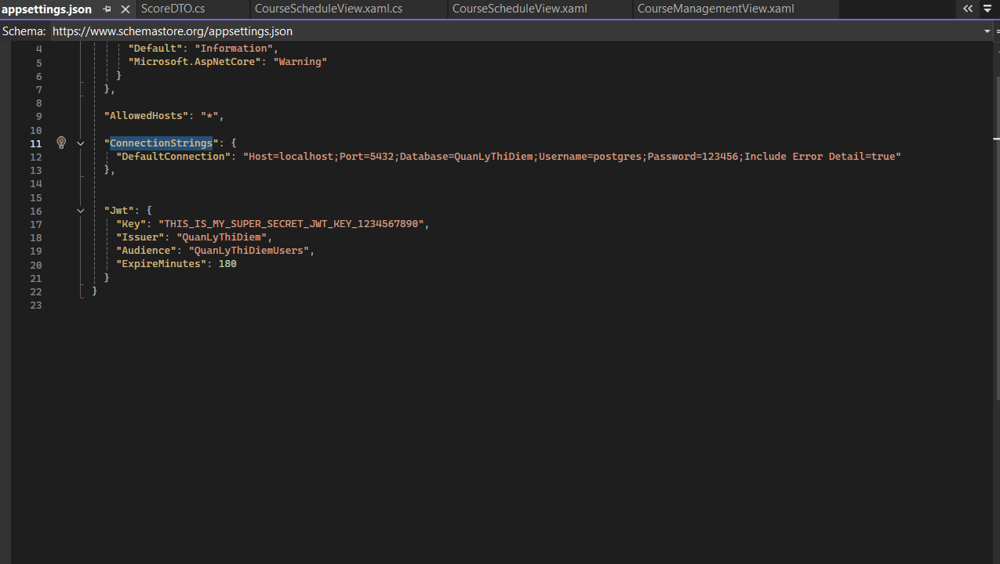 appsettings.json ScoreDTO.cs CourseScheduleView.xaml.cs CourseScheduleView.xaml CourseManagementView.xaml
Schema: https://www.schemastore.org/appsettings.json
4 "Default": "Information",
5 "Microsoft.AspNetCore": "Warning"
6 }
7 },
8
9 "AllowedHosts": "*",
10
11 "ConnectionStrings": {
12 "DefaultConnection": "Host=localhost;Port=5432;Database=QuanLyThiDiem;Username=postgres;Password=123456;Include Error Detail=true"
13 },
14
15
16 "Jwt": {
17 "Key": "THIS_IS_MY_SUPER_SECRET_JWT_KEY_1234567890",
18 "Issuer": "QuanLyThiDiem",
19 "Audience": "QuanLyThiDiemUsers",
20 "ExpireMinutes": 180
21 }
22 }
23